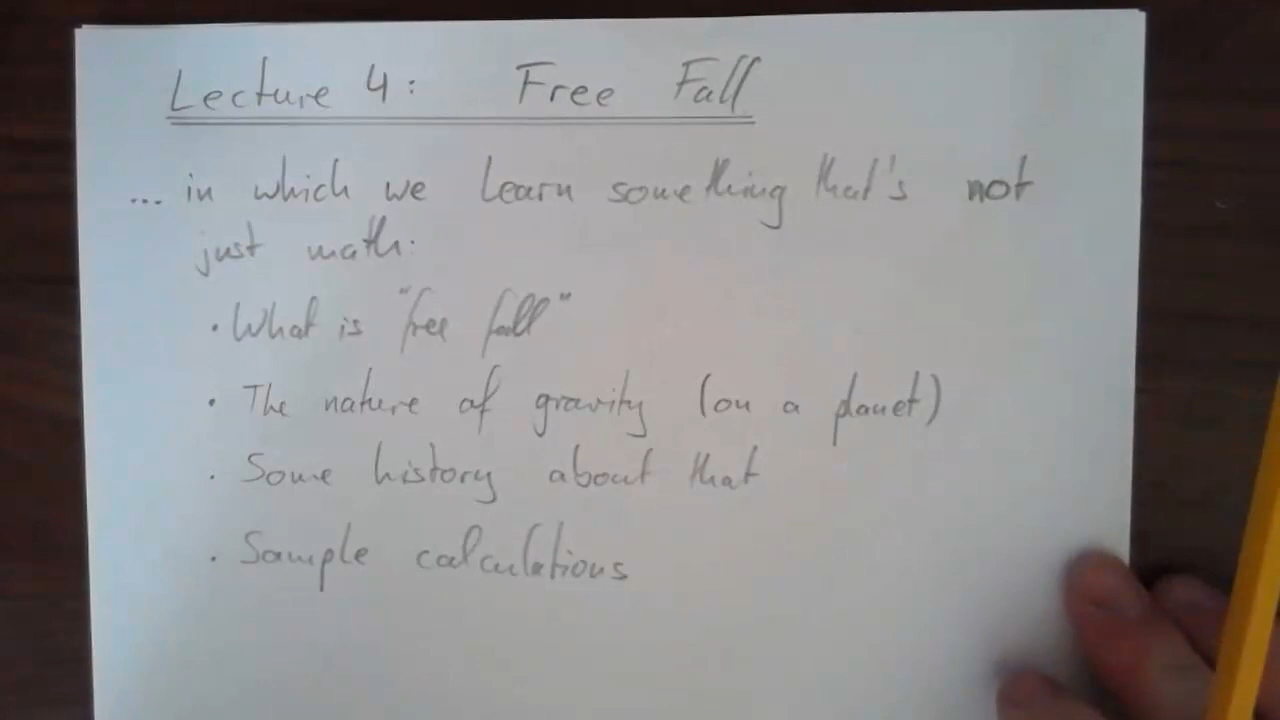 Lecture 4: Free Fall
... in which we learn something that's not
just math:
• What is "free fall"
• The nature of gravity (on a planet)
• Some history about that
• Sample calculations